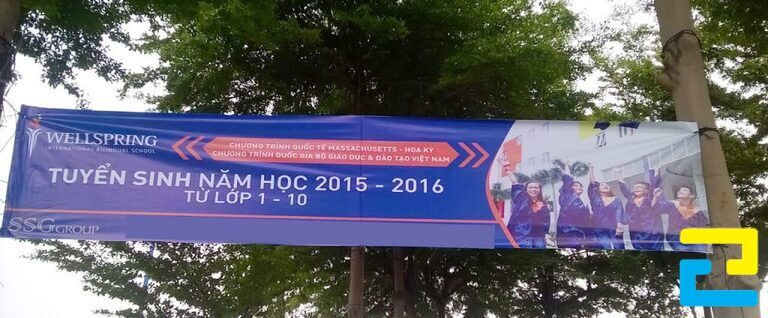 WELLSPRING
INTERNATIONAL BILINGUAL SCHOOL
CHƯƠNG TRÌNH QUỐC TẾ MASSACHUSETTS - HOA KỲ
CHƯƠNG TRÌNH QUỐC GIA BỘ GIÁO DỤC & ĐÀO TẠO VIỆT NAM
TUYỂN SINH NĂM HỌC 2015 - 2016
TỪ LỚP 1 - 10
SSG GROUP